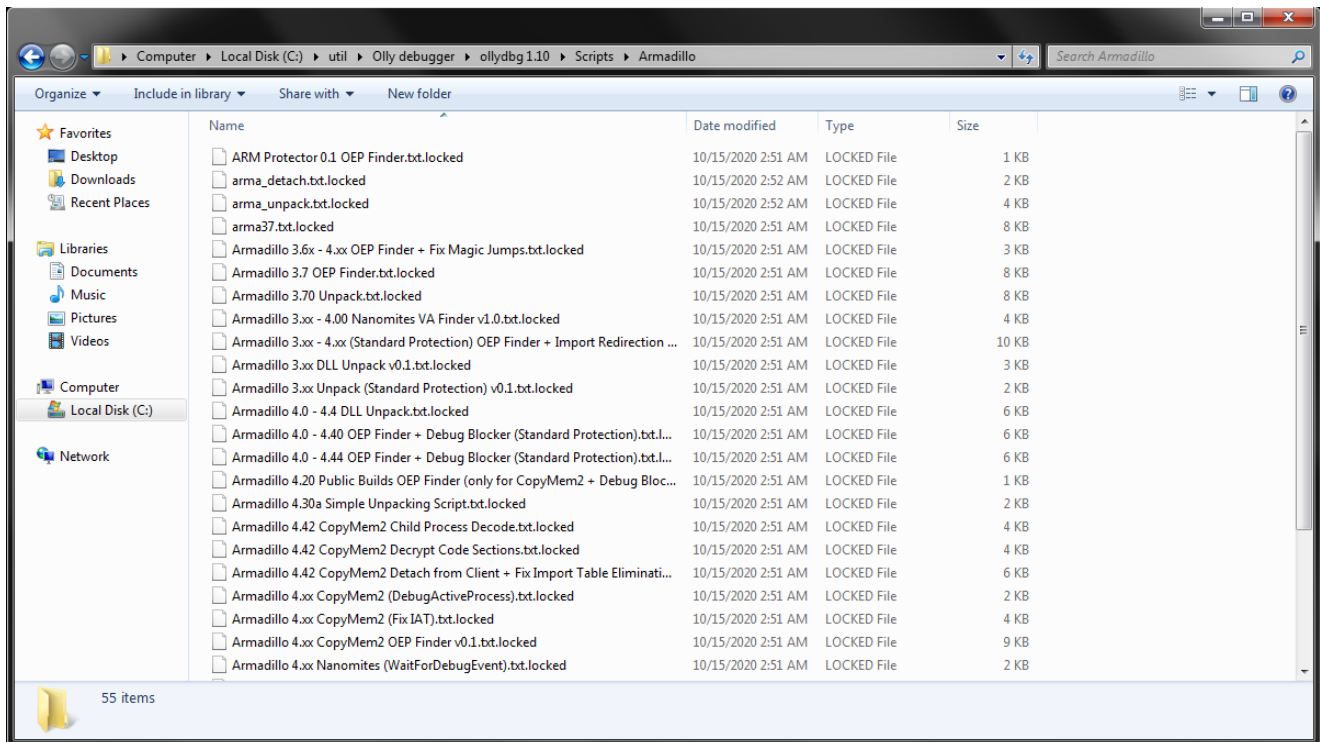 Computer Local Disk (C:) util Olly debugger ollydbg 1.10 Scripts Armadillo Search Armadillo
Organize Include in library Share with New folder
Favorites
Desktop
Downloads
Recent Places
Libraries
Documents
Music
Pictures
Videos
Computer
Local Disk (C:)
Network
Name Date modified Type Size
ARM Protector 0.1 OEP Finder.txt.locked 10/15/2020 2:51 AM LOCKED File 1 KB
arma_detach.txt.locked 10/15/2020 2:52 AM LOCKED File 2 KB
arma_unpack.txt.locked 10/15/2020 2:52 AM LOCKED File 4 KB
arma37.txt.locked 10/15/2020 2:51 AM LOCKED File 8 KB
Armadillo 3.6x - 4.xx OEP Finder + Fix Magic Jumps.txt.locked 10/15/2020 2:51 AM LOCKED File 3 KB
Armadillo 3.7 OEP Finder.txt.locked 10/15/2020 2:51 AM LOCKED File 8 KB
Armadillo 3.70 Unpack.txt.locked 10/15/2020 2:51 AM LOCKED File 8 KB
Armadillo 3.xx - 4.00 Nanomites VA Finder v1.0.txt.locked 10/15/2020 2:51 AM LOCKED File 4 KB
Armadillo 3.xx - 4.xx (Standard Protection) OEP Finder + Import Redirection ... 10/15/2020 2:51 AM LOCKED File 10 KB
Armadillo 3.xx DLL Unpack v0.1.txt.locked 10/15/2020 2:51 AM LOCKED File 3 KB
Armadillo 3.xx Unpack (Standard Protection) v0.1.txt.locked 10/15/2020 2:51 AM LOCKED File 2 KB
Armadillo 4.0 - 4.4 DLL Unpack.txt.locked 10/15/2020 2:51 AM LOCKED File 6 KB
Armadillo 4.0 - 4.40 OEP Finder + Debug Blocker (Standard Protection).txt.l... 10/15/2020 2:51 AM LOCKED File 6 KB
Armadillo 4.0 - 4.44 OEP Finder + Debug Blocker (Standard Protection).txt.l... 10/15/2020 2:51 AM LOCKED File 6 KB
Armadillo 4.20 Public Builds OEP Finder (only for CopyMem2 + Debug Bloc... 10/15/2020 2:51 AM LOCKED File 1 KB
Armadillo 4.30a Simple Unpacking Script.txt.locked 10/15/2020 2:51 AM LOCKED File 2 KB
Armadillo 4.42 CopyMem2 Child Process Decode.txt.locked 10/15/2020 2:51 AM LOCKED File 4 KB
Armadillo 4.42 CopyMem2 Decrypt Code Sections.txt.locked 10/15/2020 2:51 AM LOCKED File 4 KB
Armadillo 4.42 CopyMem2 Detach from Client + Fix Import Table Eliminati... 10/15/2020 2:51 AM LOCKED File 6 KB
Armadillo 4.xx CopyMem2 (DebugActiveProcess).txt.locked 10/15/2020 2:51 AM LOCKED File 2 KB
Armadillo 4.xx CopyMem2 (Fix IAT).txt.locked 10/15/2020 2:51 AM LOCKED File 4 KB
Armadillo 4.xx CopyMem2 OEP Finder v0.1.txt.locked 10/15/2020 2:51 AM LOCKED File 9 KB
Armadillo 4.xx Nanomites (WaitForDebugEvent).txt.locked 10/15/2020 2:51 AM LOCKED File 2 KB
55 items